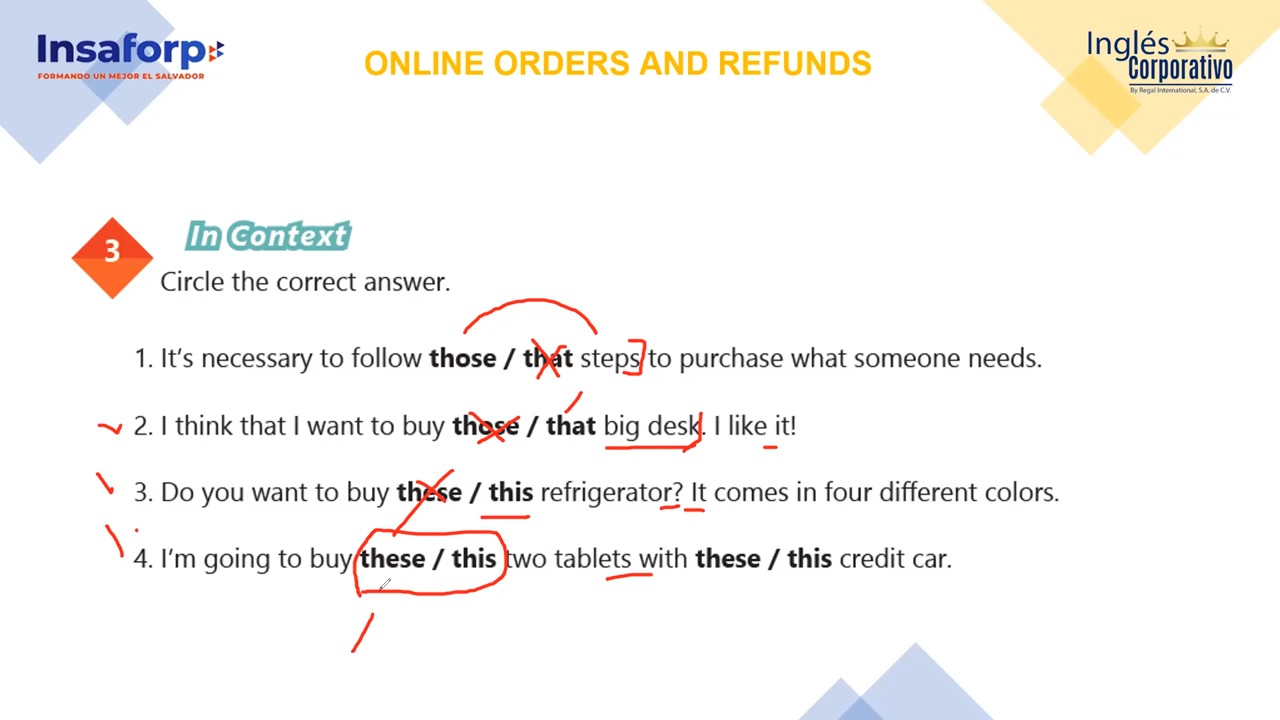 Insaforp
FORMANDO UN MEJOR EL SALVADOR
ONLINE ORDERS AND REFUNDS
Inglés
Corporativo
By Regal International, S.A. de C.V.
3
In Context
Circle the correct answer.
1. It's necessary to follow those / that steps to purchase what someone needs.
2. I think that I want to buy those / that big desk. I like it!
3. Do you want to buy these / this refrigerator? It comes in four different colors.
4. I'm going to buy these / this two tablets with these / this credit car.